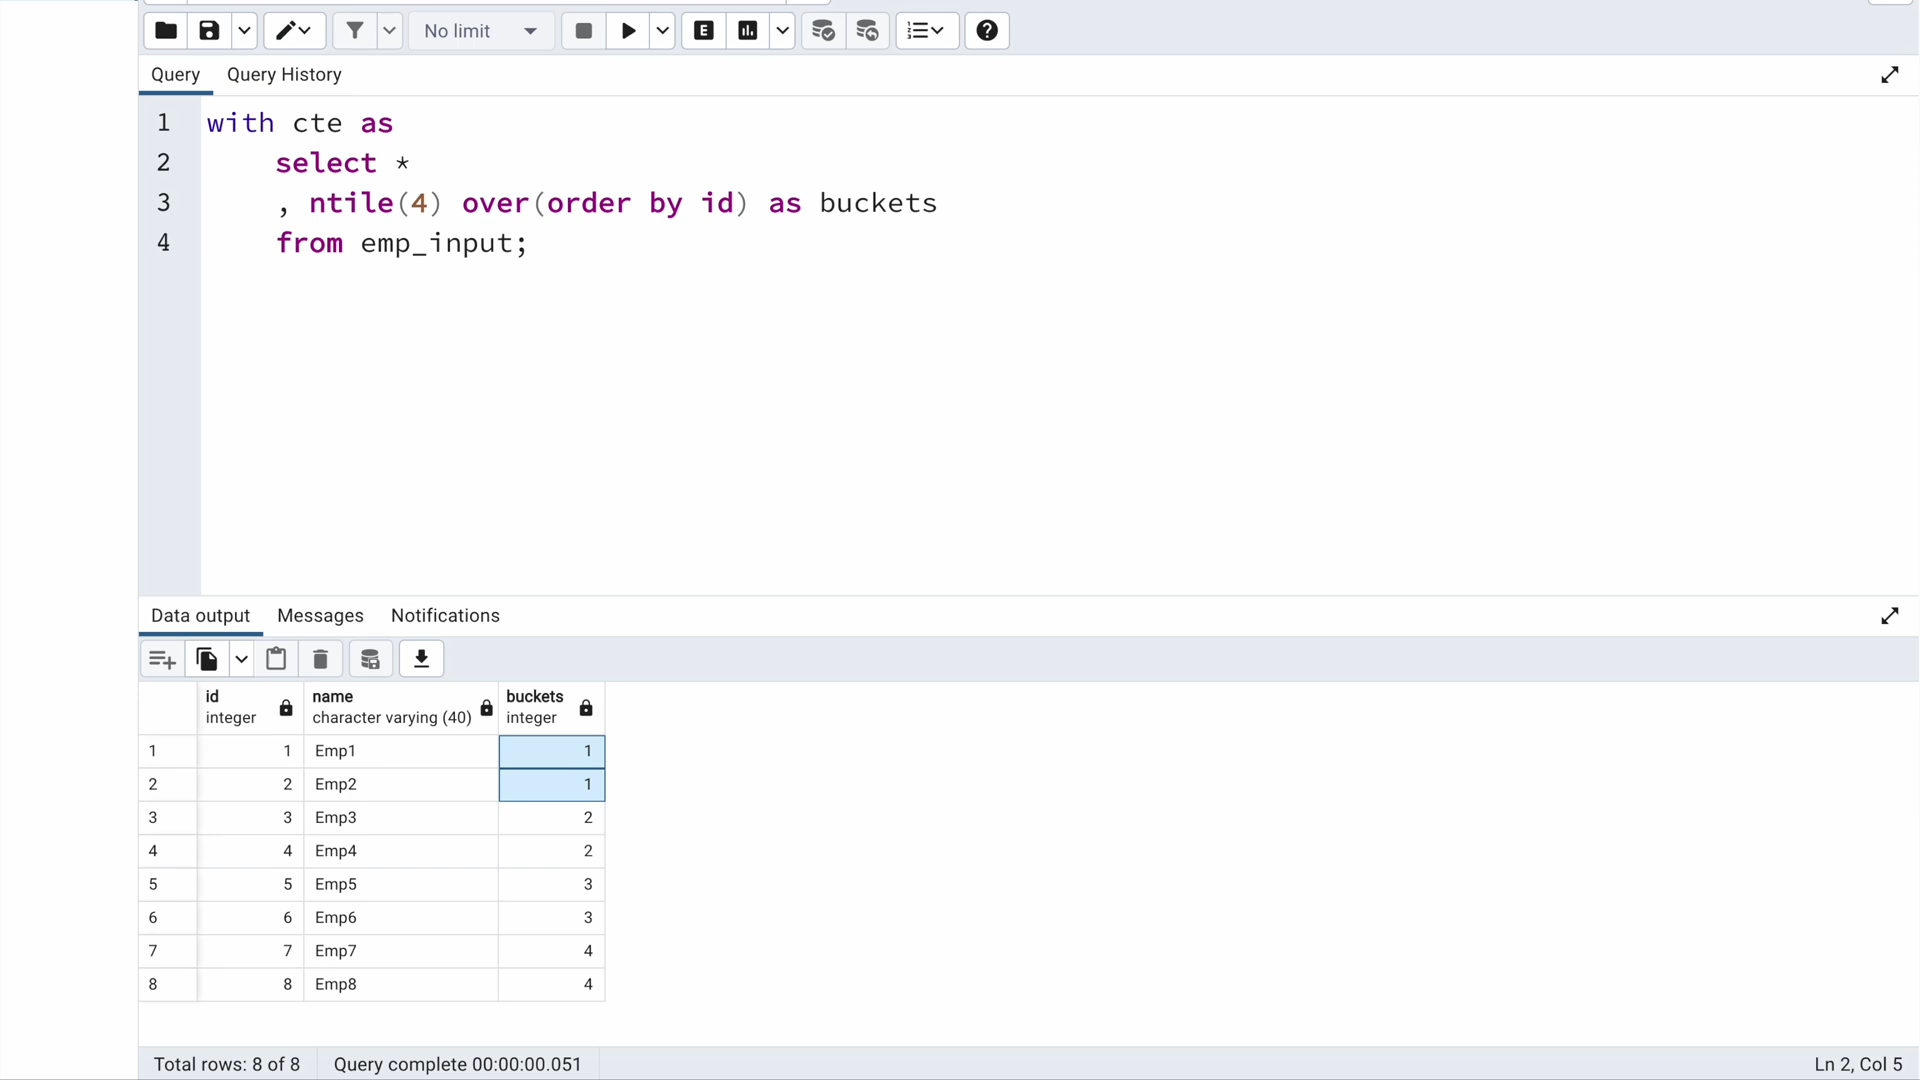 No limit
E
Query Query History
1 with cte as
2 select *
3 , ntile(4) over(order by id) as buckets
4 from emp_input;
Data output Messages Notifications
id name buckets
integer character varying (40) integer
1 1 Emp1 1
2 2 Emp2 1
3 3 Emp3 2
4 4 Emp4 2
5 5 Emp5 3
6 6 Emp6 3
7 7 Emp7 4
8 8 Emp8 4
Total rows: 8 of 8 Query complete 00:00:00.051 Ln 2, Col 5